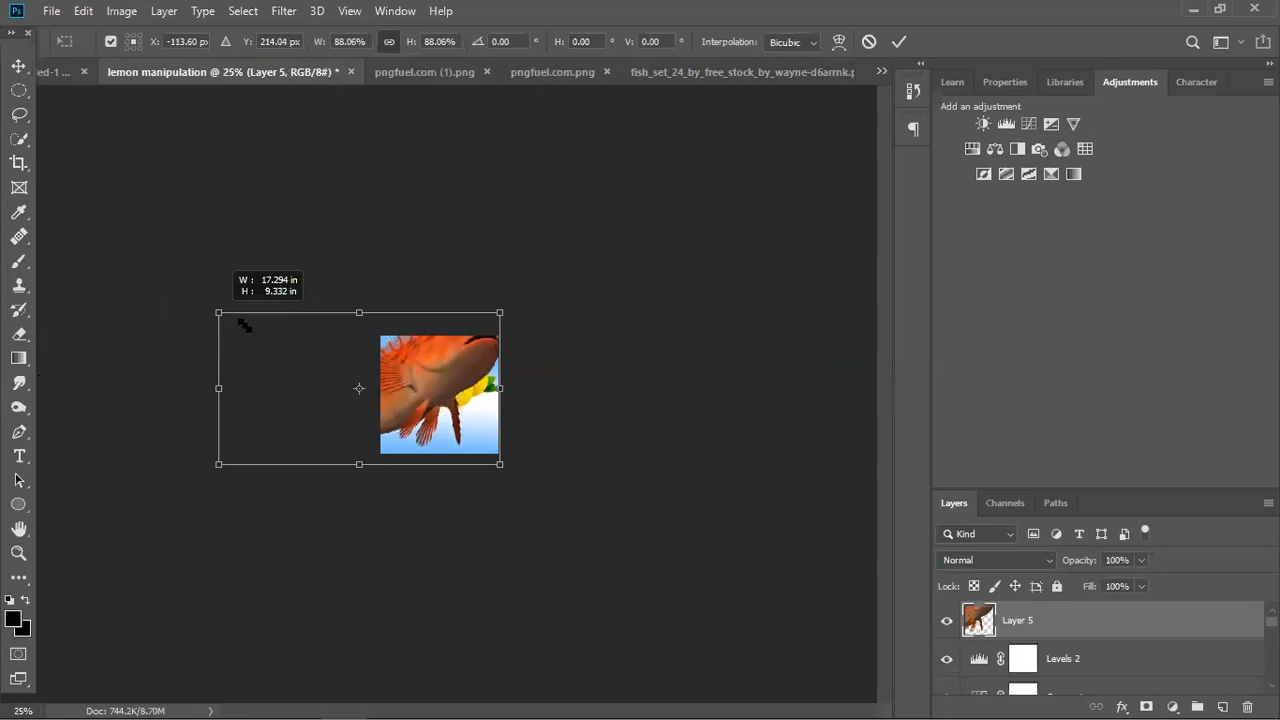 Ps File Edit Image Layer Type Select Filter 3D View Window Help
X: -113.60 px Y: 214.04 px W: 88.06% H: 88.06% 0.00 ° H: 0.00 ° V: 0.00 ° Interpolation: Bicubic
ed-1 ... × lemon manipulation @ 25% (Layer 5, RGB/8#) * × pngfuel.com (1).png × pngfuel.com.png × fish_set_24_by_free_stock_by_wayne-d6armk.p
Learn Properties Libraries Adjustments Character
Add an adjustment
W : 17.294 in
H : 9.332 in
Layers Channels Paths
Kind
Normal Opacity: 100%
Lock: Fill: 100%
Layer 5
Levels 2
25% Doc: 744.2K/8.70M